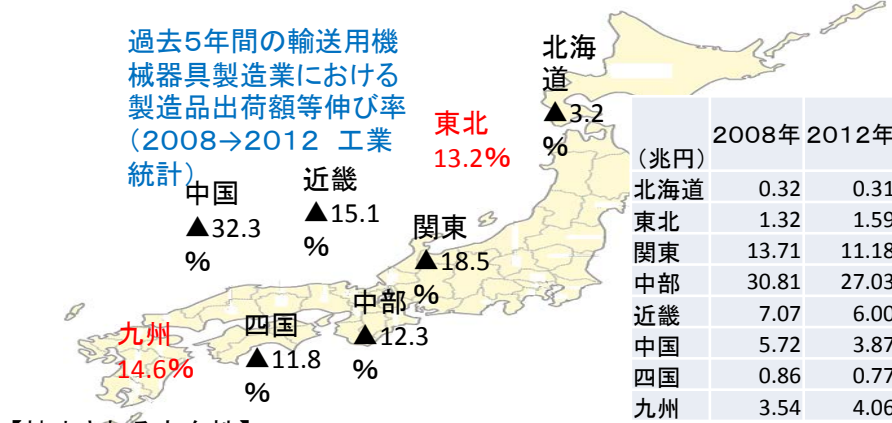 過去5年間の輸送用機
械器具製造業における
製造品出荷額等伸び率
(2008→2012 工業
統計)
北海
道
▲3.2
%
東北
13.2%
中国
▲32.3
%
近畿
▲15.1
%
関東
▲18.5
%
中部
▲12.3
%
四国
▲11.8
%
九州
14.6%
(兆円) 2008年 2012年
北海道 0.32 0.31
東北 1.32 1.59
関東 13.71 11.18
中部 30.81 27.03
近畿 7.07 6.00
中国 5.72 3.87
四国 0.86 0.77
九州 3.54 4.06